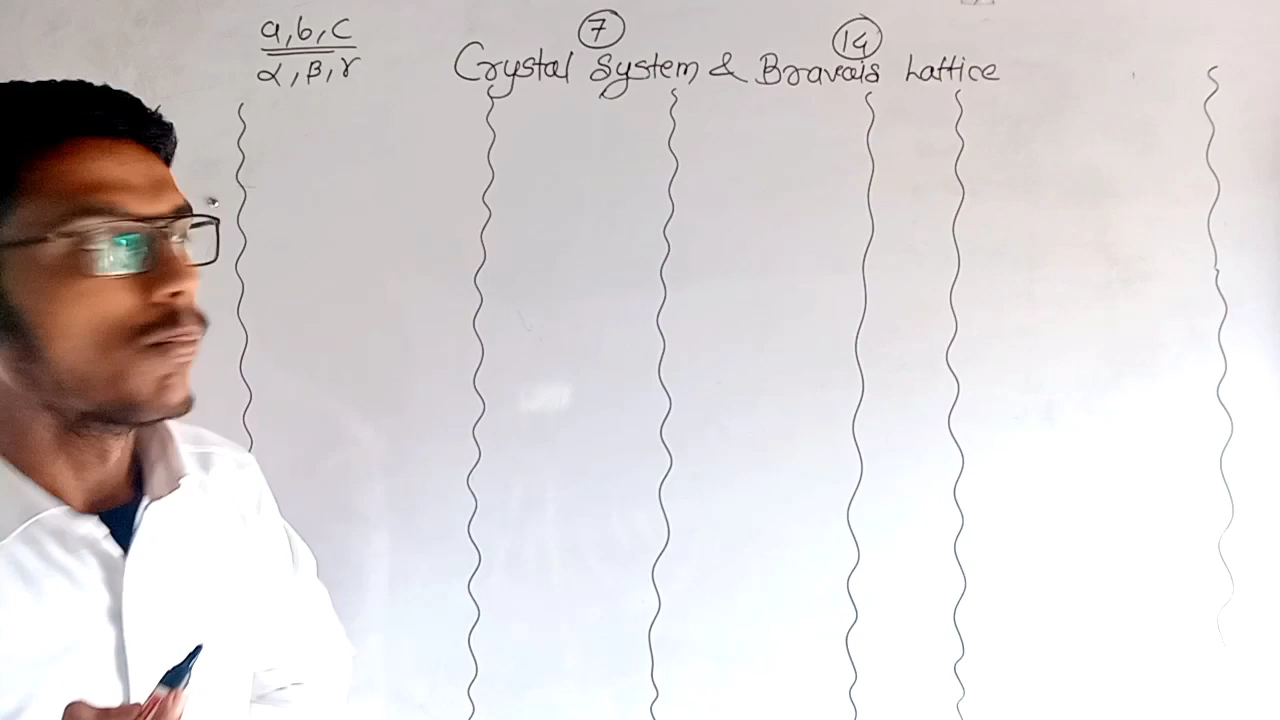 a, b, c
α, β, γ
7 14
Crystal System & Bravais Lattice